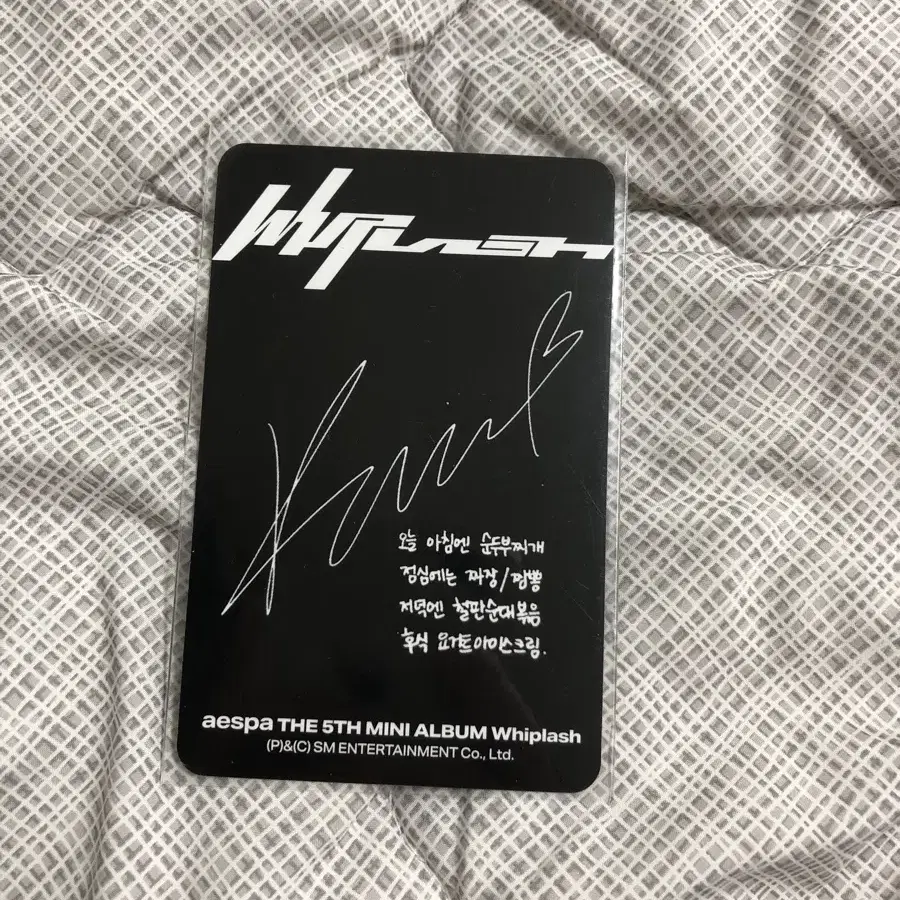 Whiplash
오늘 아침엔 순두부찌개
점심에는 짜장/짬뽕
저녁엔 철판순대볶음
후식 요거트아이스크림.
aespa THE 5TH MINI ALBUM Whiplash
(P)&(C) SM ENTERTAINMENT Co., Ltd.